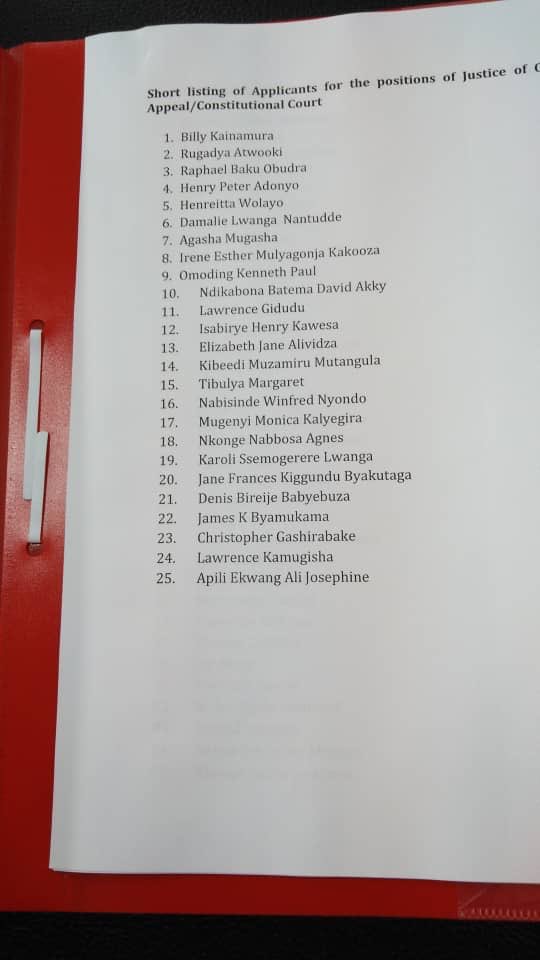 Short listing of Applicants for the positions of Justice of
Appeal/Constitutional Court
1. Billy Kainamura
2. Rugadya Atwooki
3. Raphael Baku Obudra
4. Henry Peter Adonyo
5. Henreitta Wolayo
6. Damalie Lwanga Nantudde
7. Agasha Mugasha
8. Irene Esther Mulyagonja Kakooza
9. Omoding Kenneth Paul
10. Ndikabona Batema David Akky
11. Lawrence Gidudu
12. Isabirye Henry Kawesa
13. Elizabeth Jane Alividza
14. Kibeedi Muzamiru Mutangula
15. Tibulya Margaret
16. Nabisinde Winfred Nyondo
17. Mugenyi Monica Kalyegira
18. Nkonge Nabbosa Agnes
19. Karoli Ssemogerere Lwanga
20. Jane Frances Kiggundu Byakutaga
21. Denis Bireije Babyebuza
22. James K Byamukama
23. Christopher Gashirabake
24. Lawrence Kamugisha
25. Apili Ekwang Ali Josephine